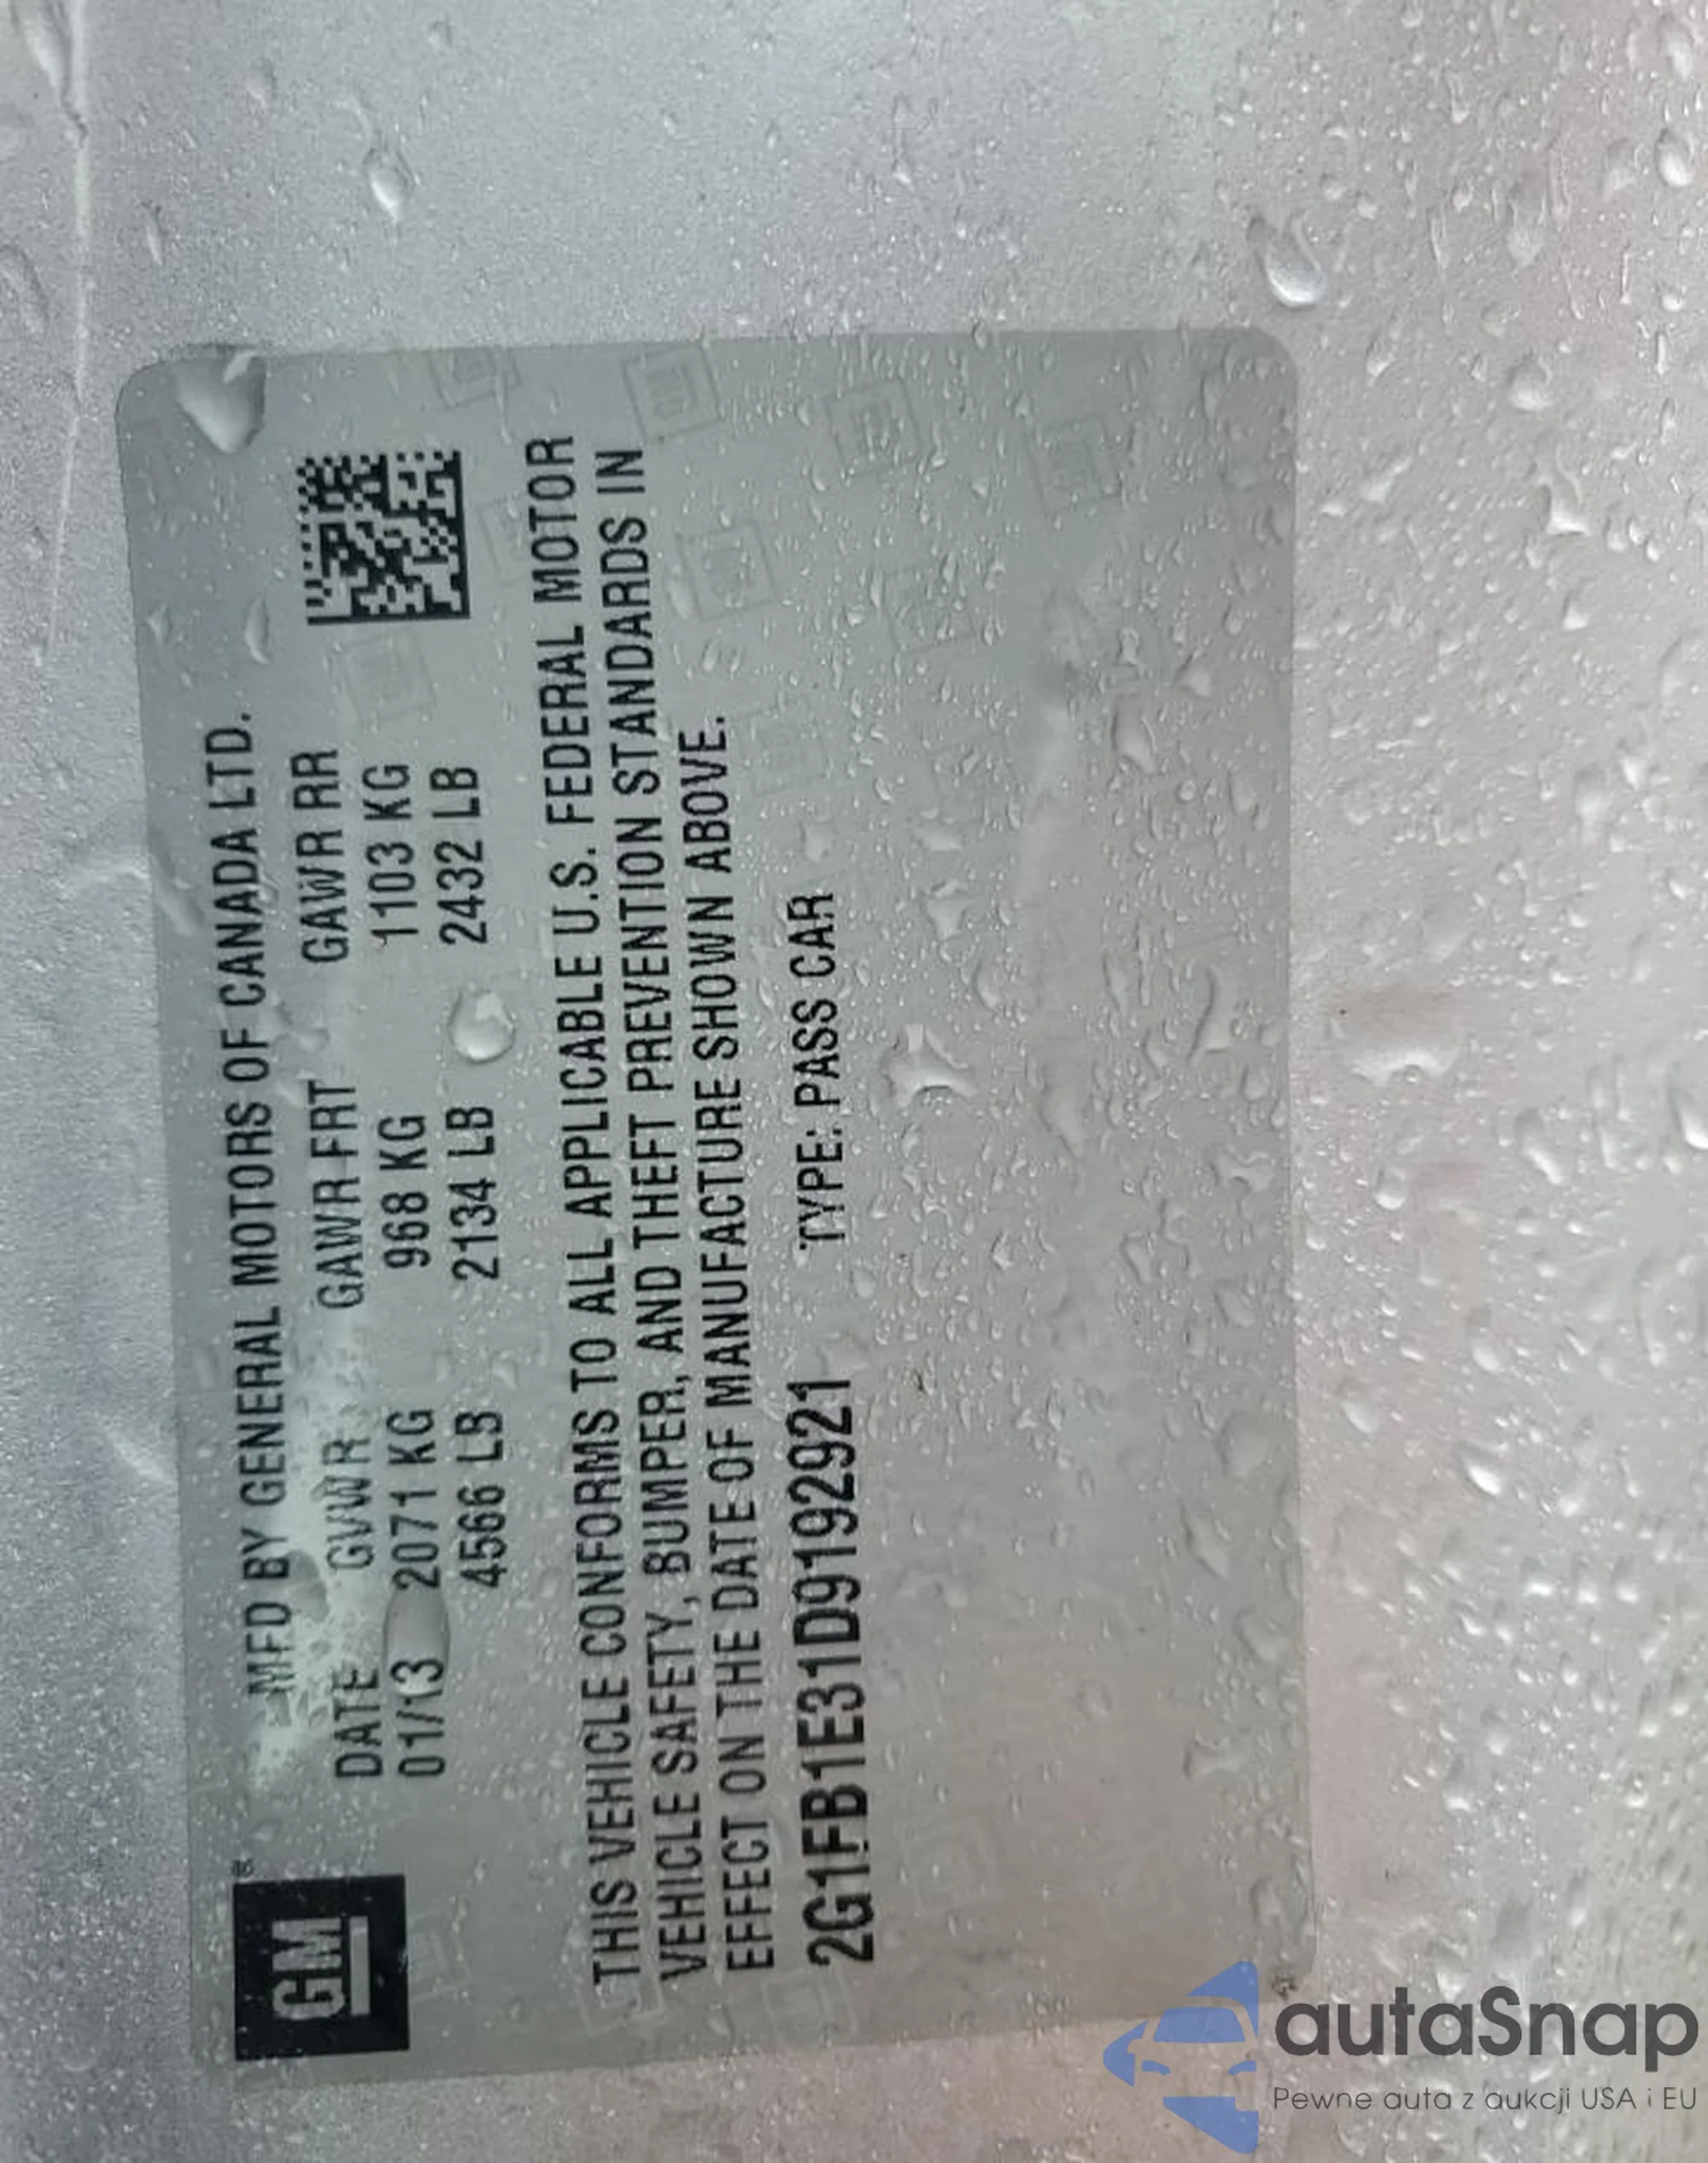 GM®
MFD BY GENERAL MOTORS OF CANADA LTD.
DATE GVWR GAWR FRT GAWR RR
01/13 2071 KG 968 KG 1103 KG
4566 LB 2134 LB 2432 LB
THIS VEHICLE CONFORMS TO ALL APPLICABLE U.S. FEDERAL MOTOR
VEHICLE SAFETY, BUMPER, AND THEFT PREVENTION STANDARDS IN
EFFECT ON THE DATE OF MANUFACTURE SHOWN ABOVE.
2G1FB1E31D9192921 TYPE: PASS CAR
autaSnap
Pewne auta z aukcji USA i EU